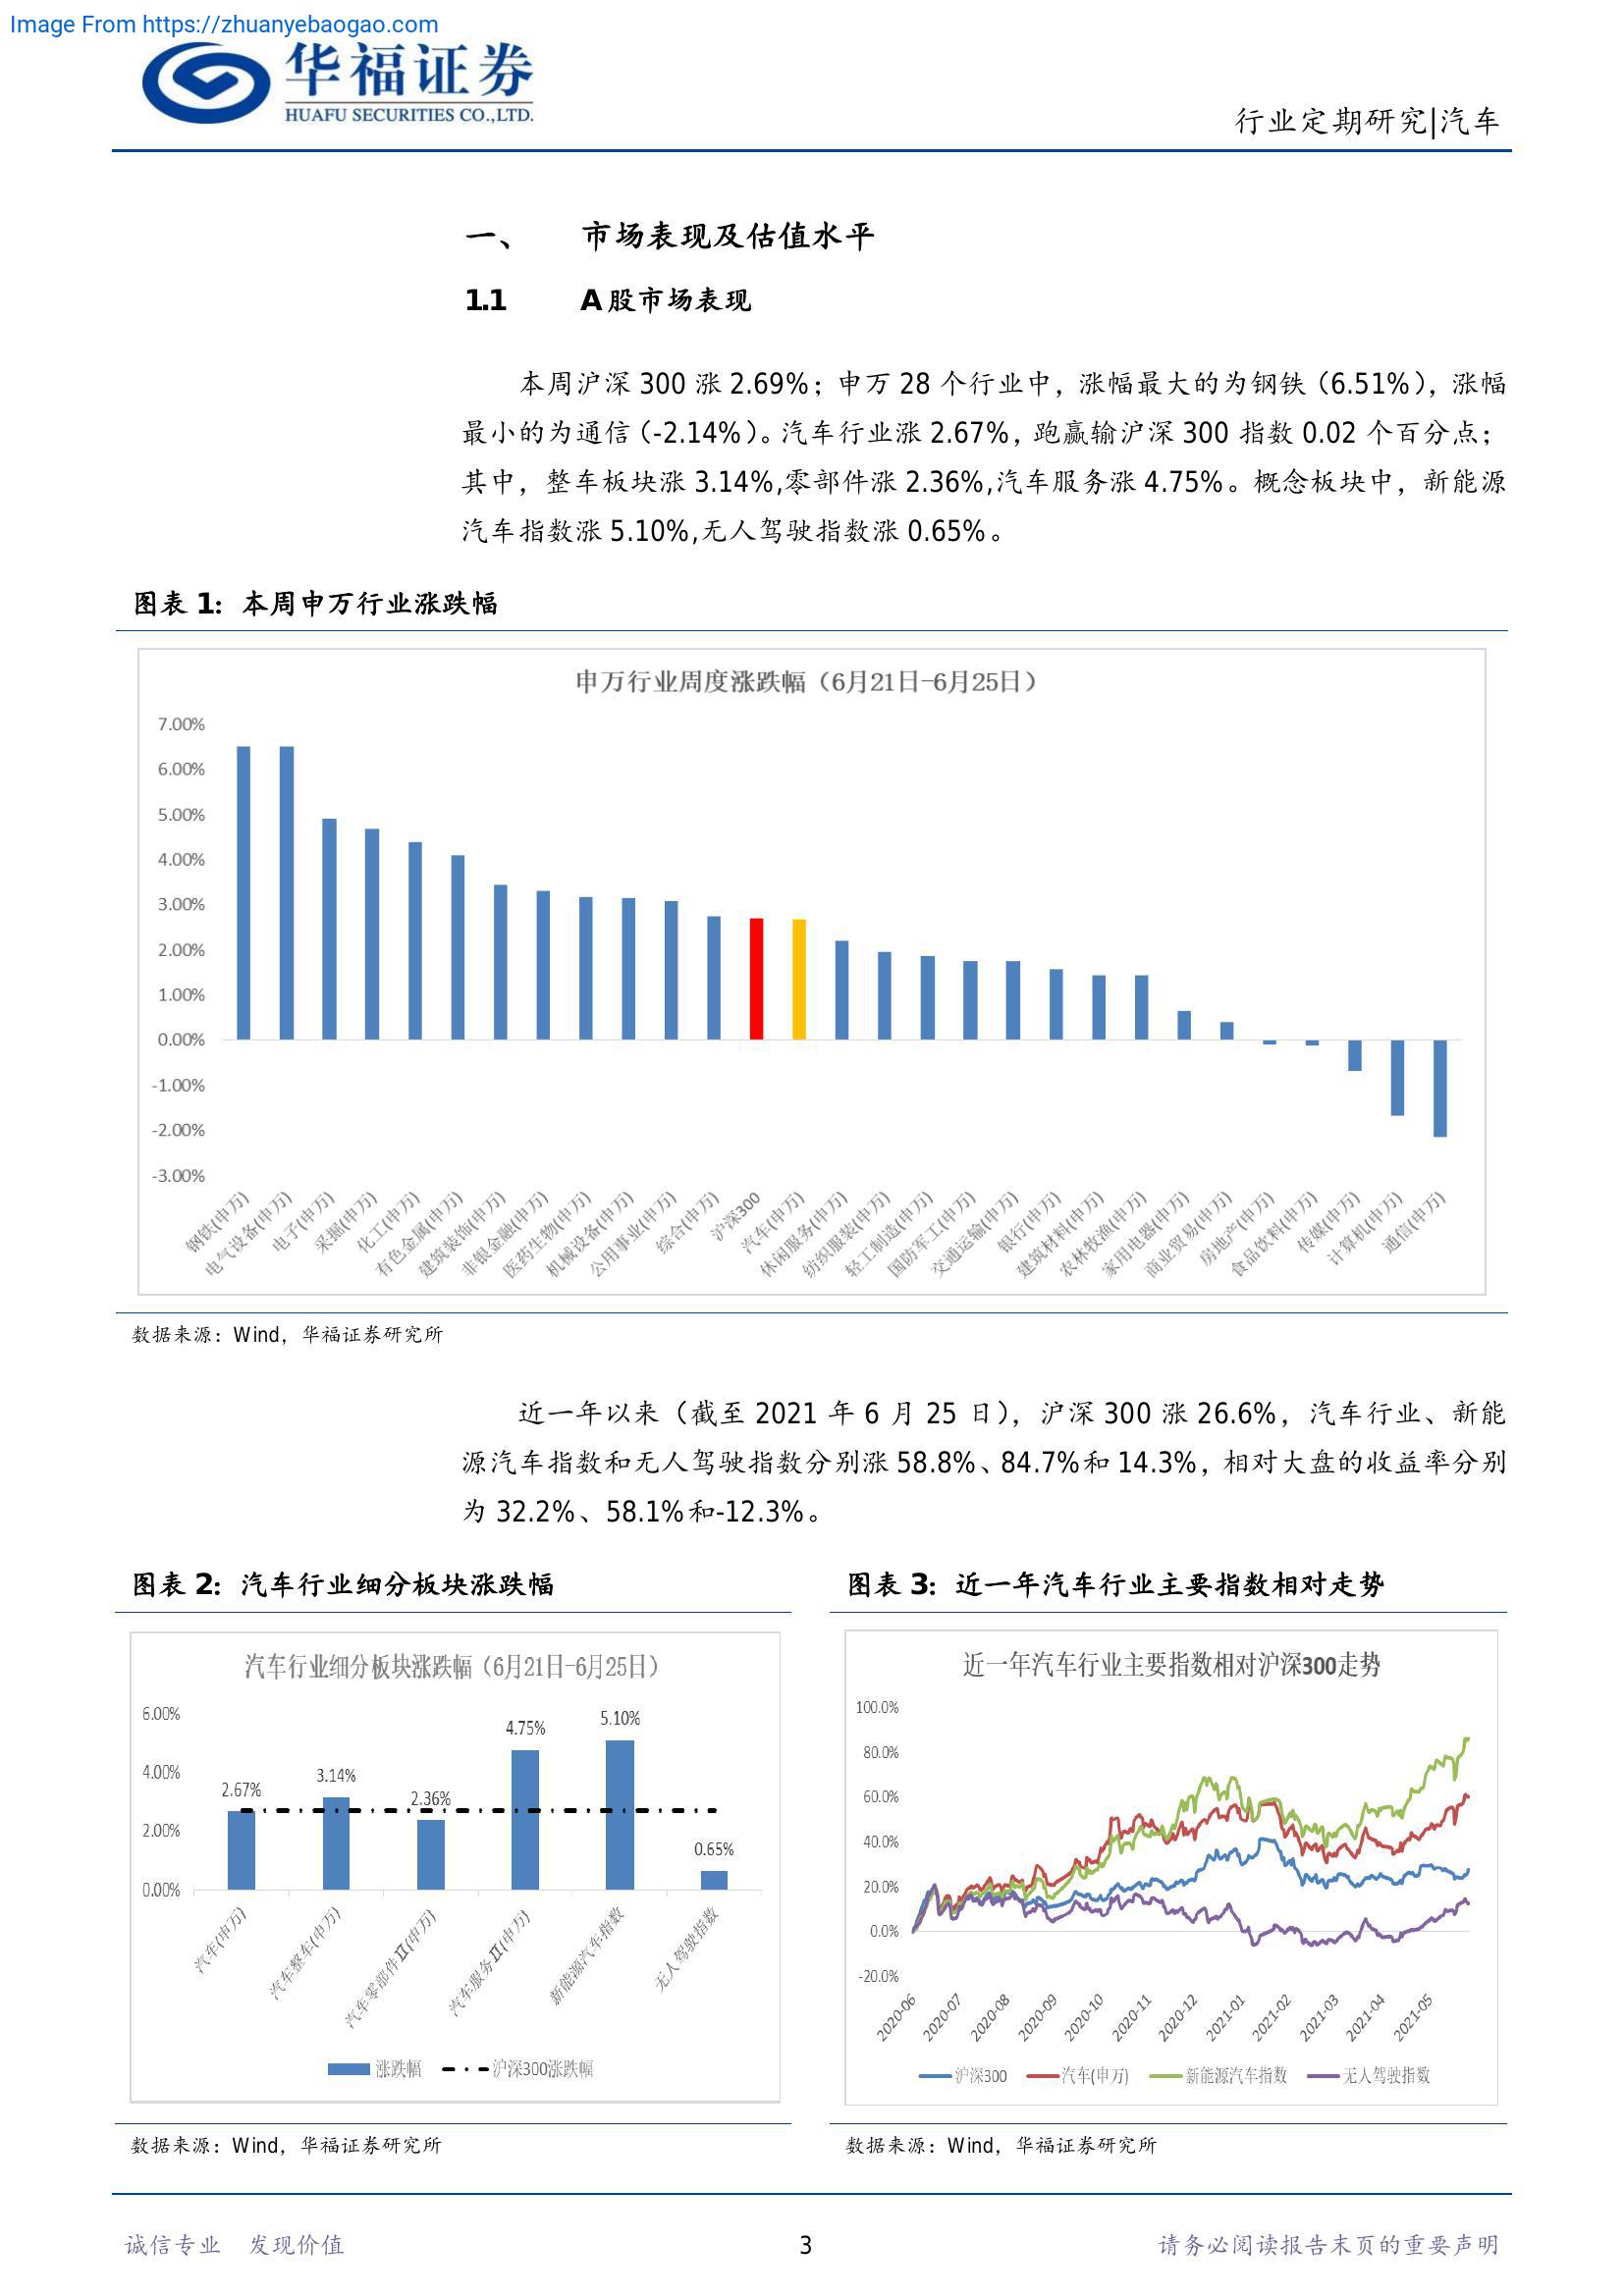 Image From https://zhuanyebaogao.com
华福证券
HUAFU SECURITIES CO.,LTD.
行业定期研究|汽车
一、 市场表现及估值水平
1.1 A股市场表现
本周沪深 300 涨 2.69%；申万 28 个行业中，涨幅最大的为钢铁（6.51%），涨幅
最小的为通信（-2.14%）。汽车行业涨 2.67%，跑赢输沪深 300 指数 0.02 个百分点；
其中，整车板块涨 3.14%,零部件涨 2.36%,汽车服务涨 4.75%。概念板块中，新能源
汽车指数涨 5.10%,无人驾驶指数涨 0.65%。
图表 1：本周申万行业涨跌幅
申万行业周度涨跌幅（6月21日-6月25日）
7.00%
6.00%
5.00%
4.00%
3.00%
2.00%
1.00%
0.00%
-1.00%
-2.00%
-3.00%
钢铁(申万)
电气设备(申万)
电子(申万)
采掘(申万)
化工(申万)
有色金属(申万)
建筑装饰(申万)
非银金融(申万)
医药生物(申万)
机械设备(申万)
公用事业(申万)
综合(申万)
沪深300
汽车(申万)
休闲服务(申万)
纺织服装(申万)
轻工制造(申万)
国防军工(申万)
交通运输(申万)
银行(申万)
建筑材料(申万)
农林牧渔(申万)
家用电器(申万)
商业贸易(申万)
房地产(申万)
食品饮料(申万)
传媒(申万)
计算机(申万)
通信(申万)
数据来源：Wind，华福证券研究所
近一年以来（截至 2021 年 6 月 25 日），沪深 300 涨 26.6%，汽车行业、新能
源汽车指数和无人驾驶指数分别涨 58.8%、84.7%和 14.3%，相对大盘的收益率分别
为 32.2%、58.1%和-12.3%。
图表 2：汽车行业细分板块涨跌幅
汽车行业细分板块涨跌幅（6月21日-6月25日）
6.00%
4.00%
2.00%
0.00%
2.67%
3.14%
2.36%
4.75%
5.10%
0.65%
汽车(申万)
汽车整车(申万)
汽车零部件Ⅱ(申万)
汽车服务Ⅱ(申万)
新能源汽车指数
无人驾驶指数
涨跌幅 沪深300涨跌幅
数据来源：Wind，华福证券研究所
图表 3：近一年汽车行业主要指数相对走势
近一年汽车行业主要指数相对沪深300走势
100.0%
80.0%
60.0%
40.0%
20.0%
0.0%
-20.0%
2020-06
2020-07
2020-08
2020-09
2020-10
2020-11
2020-12
2021-01
2021-02
2021-03
2021-04
2021-05
沪深300 汽车(申万) 新能源汽车指数 无人驾驶指数
数据来源：Wind，华福证券研究所
诚信专业 发现价值
3
请务必阅读报告末页的重要声明